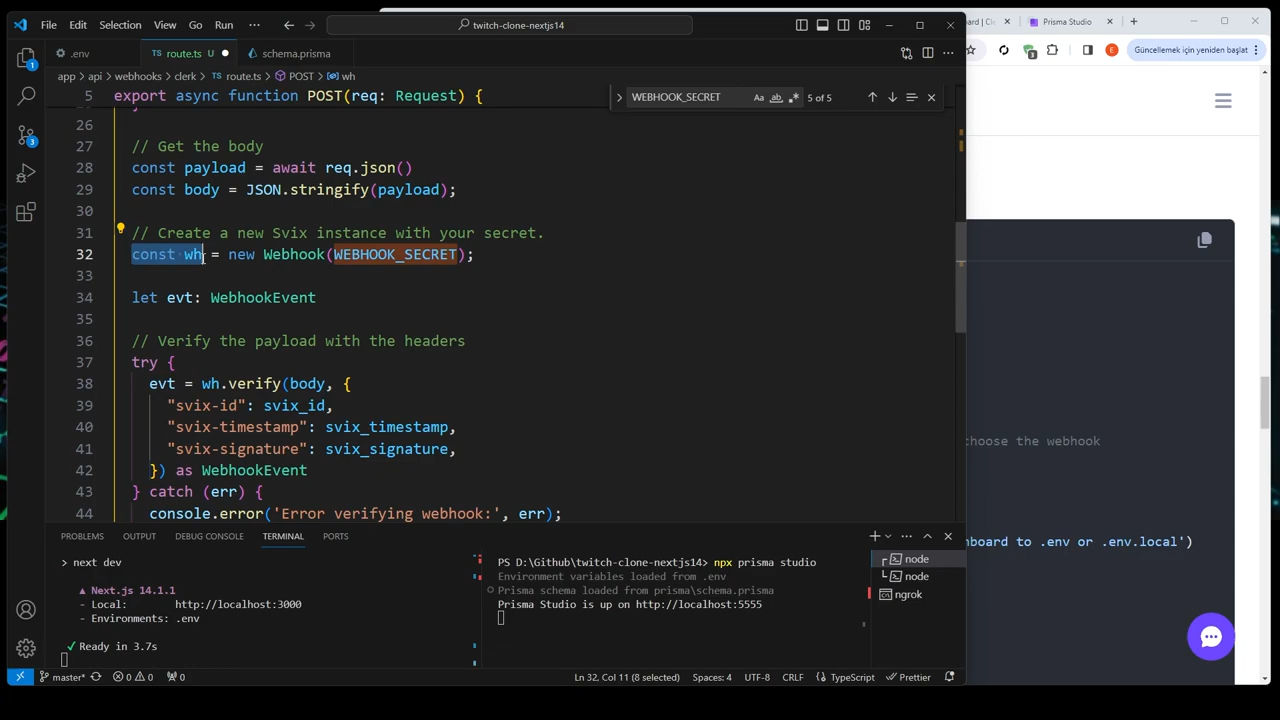 File Edit Selection View Go Run ··· twitch-clone-nextjs14
.env route.ts U schema.prisma
app > api > webhooks > clerk > route.ts > POST > wh
5 export async function POST(req: Request) {
WEBHOOK_SECRET Aa ab .* 5 of 5
26
27 // Get the body
28 const payload = await req.json()
29 const body = JSON.stringify(payload);
30
31 // Create a new Svix instance with your secret.
32 const wh = new Webhook(WEBHOOK_SECRET);
33
34 let evt: WebhookEvent
35
36 // Verify the payload with the headers
37 try {
38 evt = wh.verify(body, {
39 "svix-id": svix_id,
40 "svix-timestamp": svix_timestamp,
41 "svix-signature": svix_signature,
42 }) as WebhookEvent
43 } catch (err) {
44 console.error('Error verifying webhook:', err);
PROBLEMS OUTPUT DEBUG CONSOLE TERMINAL PORTS
> next dev
▲ Next.js 14.1.1
- Local: http://localhost:3000
- Environments: .env
✓ Ready in 3.7s
PS D:\Github\twitch-clone-nextjs14> npx prisma studio
Environment variables loaded from .env
Prisma schema loaded from prisma\schema.prisma
Prisma Studio is up on http://localhost:5555
node
node
ngrok
master* 0 0 0 Ln 32, Col 11 (8 selected) Spaces: 4 UTF-8 CRLF {} TypeScript Prettier
1
3
Prisma Studio
E Güncellemek için yeniden başlat
3
choose the webhook
board to .env or .env.local')